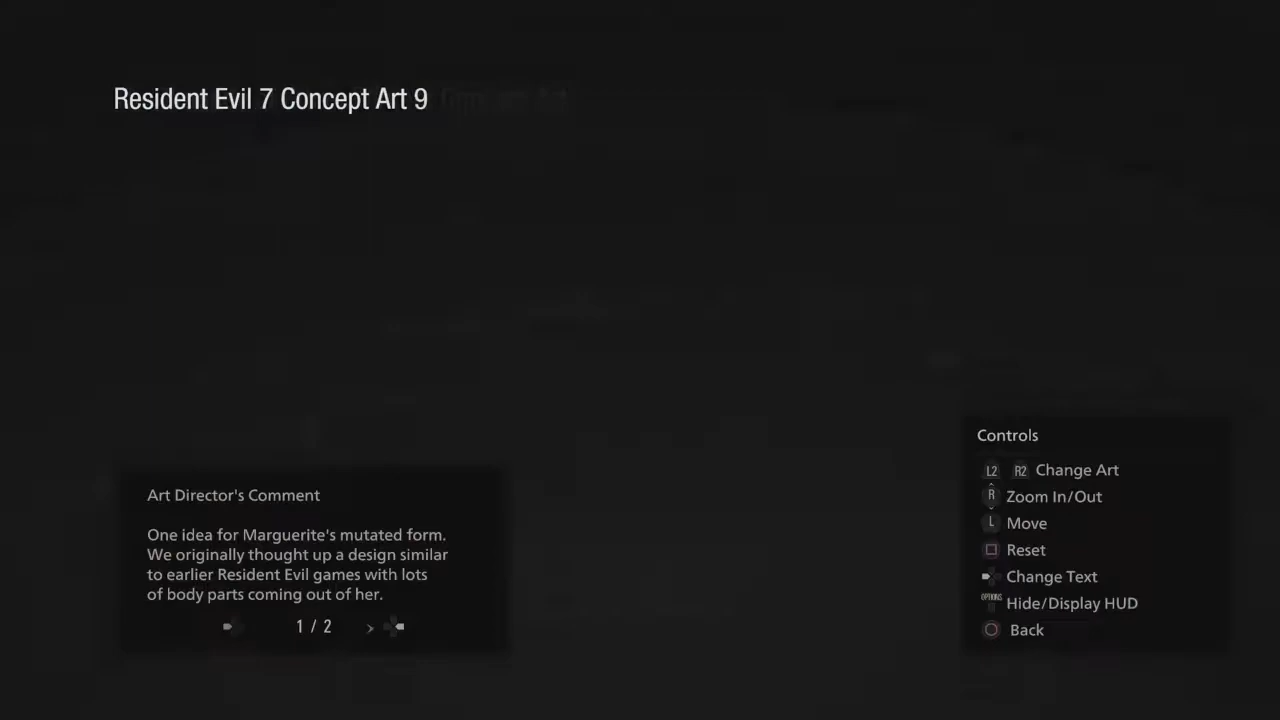 Resident Evil 7 Concept Art 9
Controls
L2 R2 Change Art
R Zoom In/Out
L Move
Reset
Change Text
OPTIONS Hide/Display HUD
Back
Art Director's Comment
One idea for Marguerite's mutated form.
We originally thought up a design similar
to earlier Resident Evil games with lots
of body parts coming out of her.
1 / 2 >